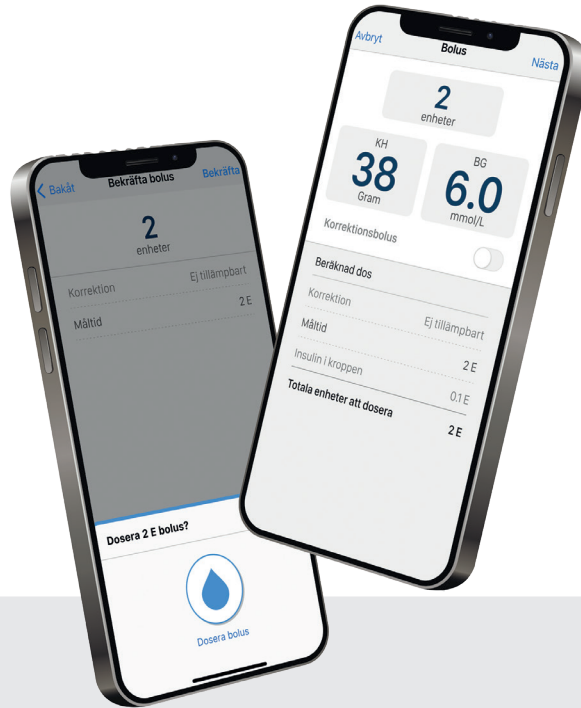 Bakåt
Bekräfta bolus
Bekräfta
2
enheter
Korrektion
Ej tillämpbart
Måltid
2 E
Dosera 2 E bolus?
Dosera bolus
Avbryt
Bolus
Nästa
2
enheter
KH
38
Gram
BG
6.0
mmol/L
Korrektionsbolus
Beräknad dos
Korrektion
Ej tillämpbart
Måltid
2 E
Insulin i kroppen
0.1 E
Totala enheter att dosera
2 E